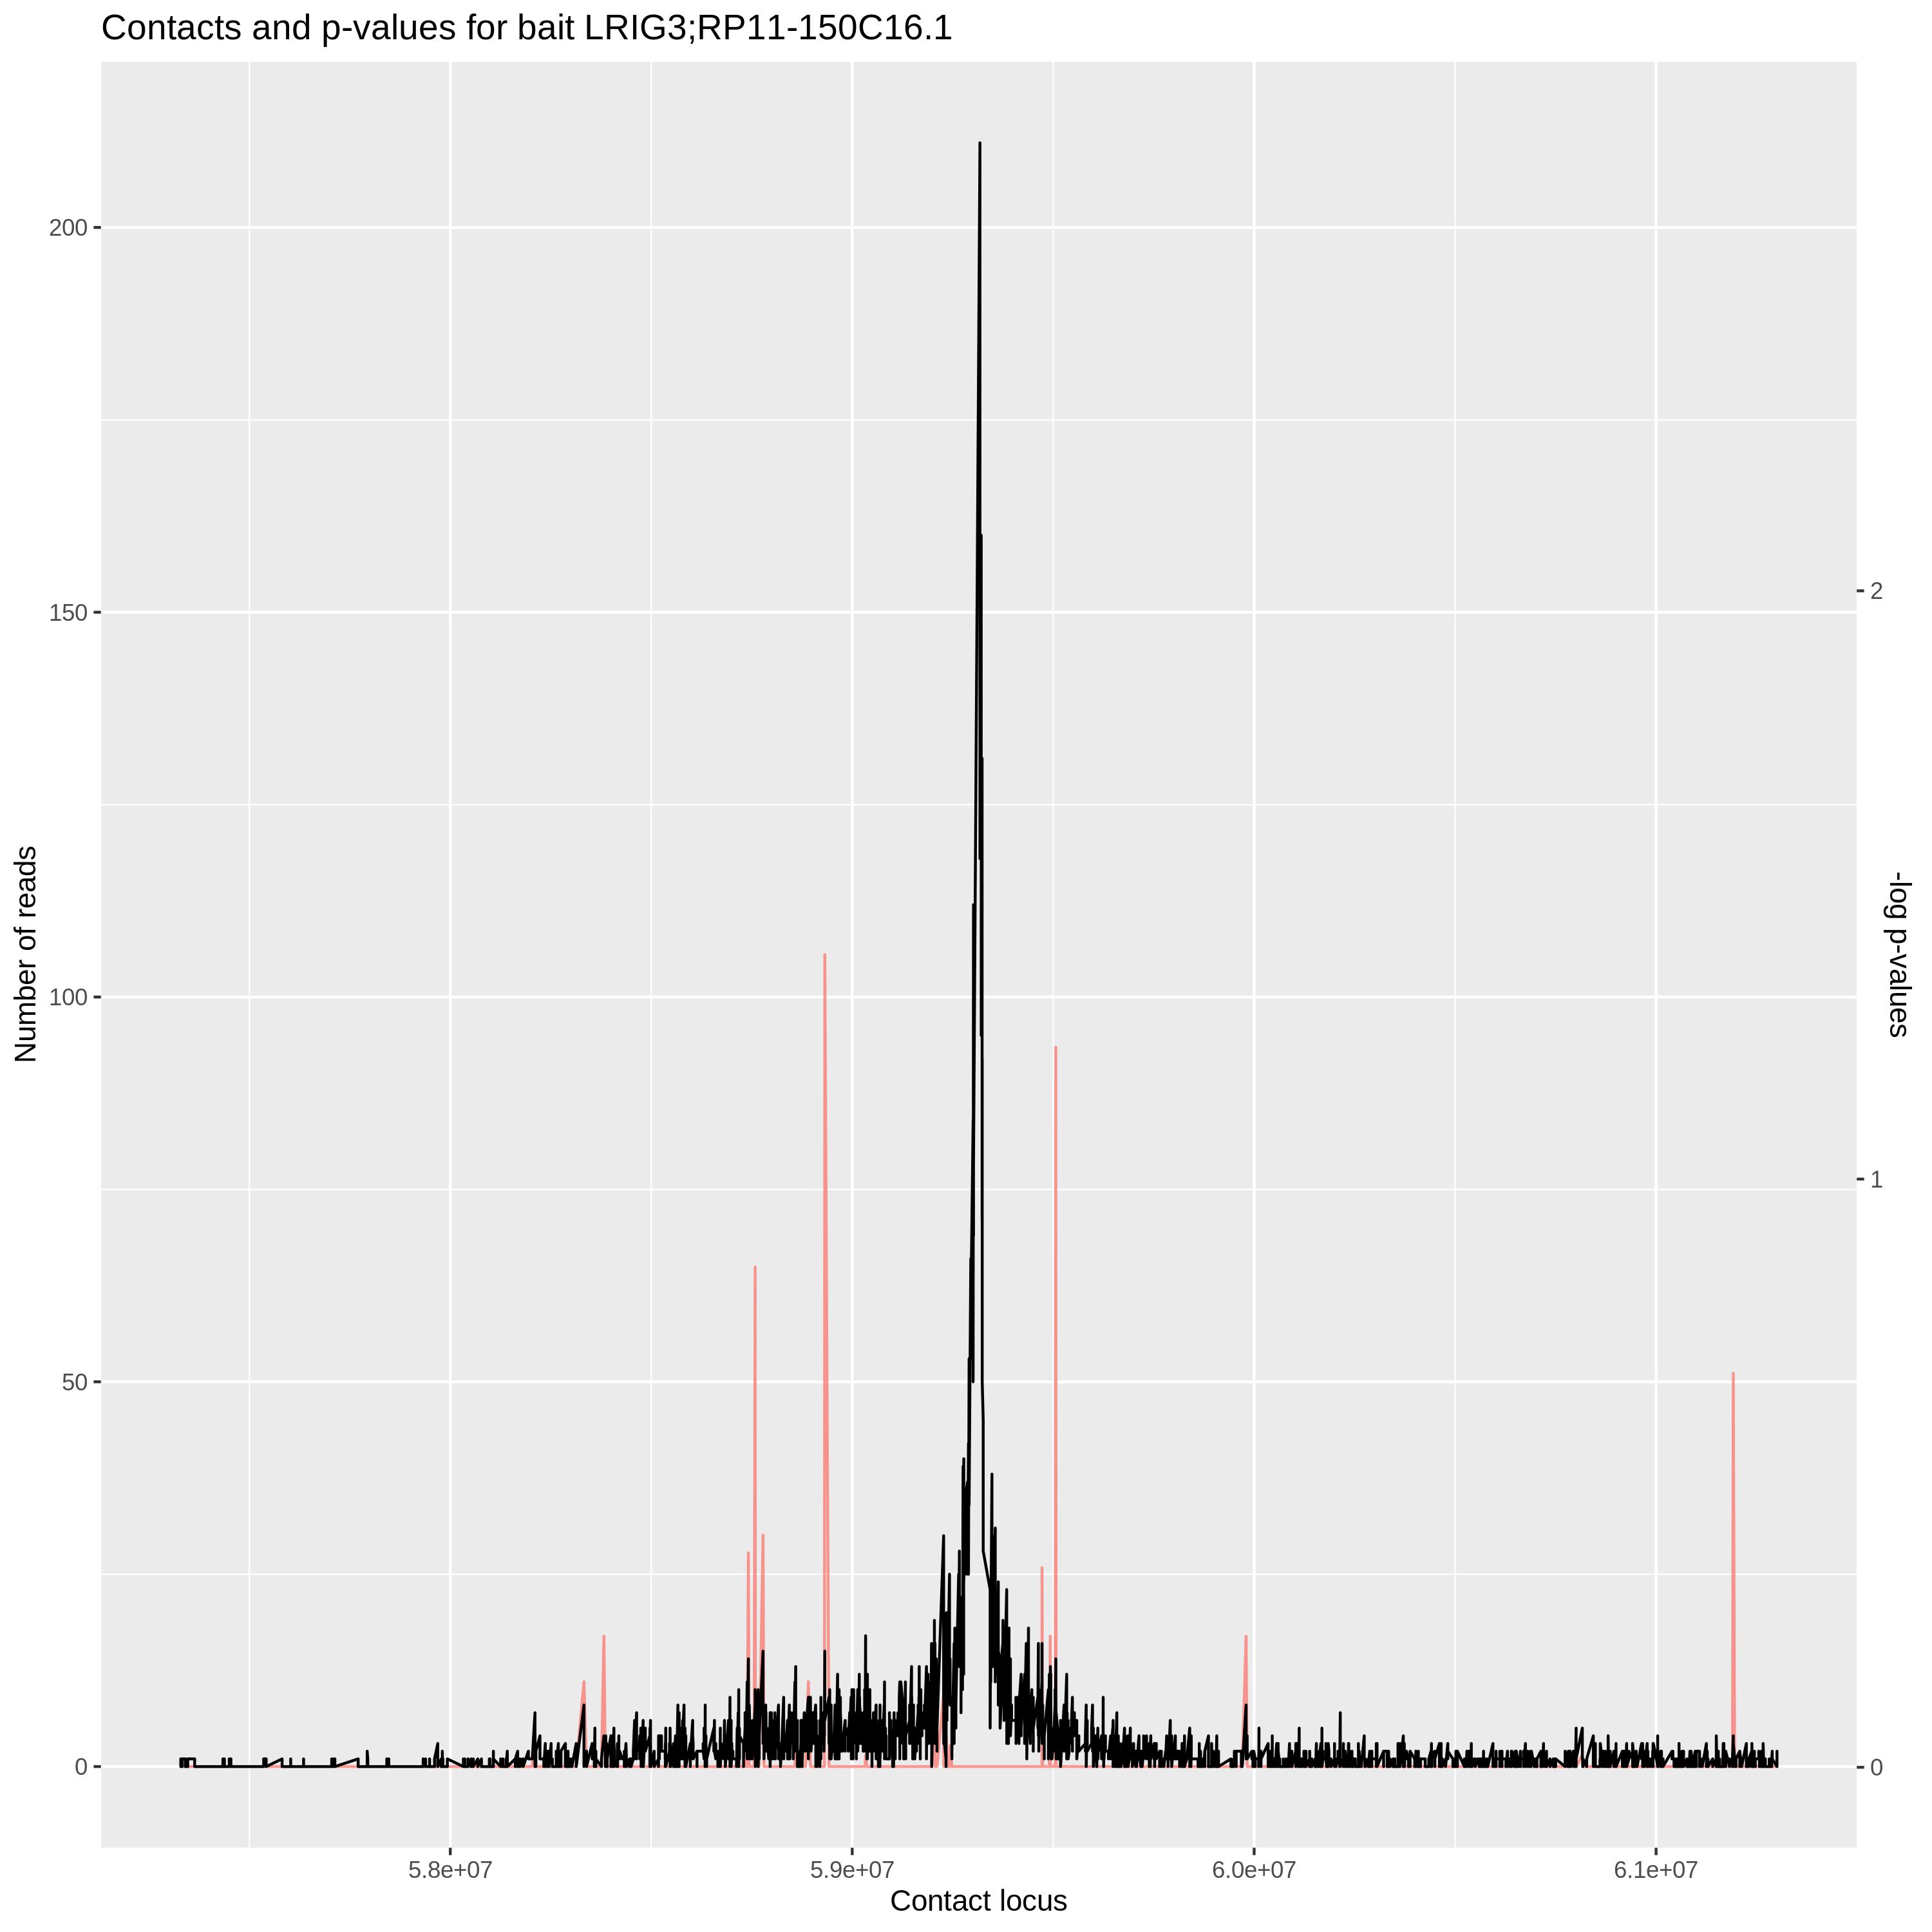 Contacts and p-values for bait LRIG3;RP11-150C16.1
Number of reads
200
150
100
50
0
2
1
0
-log p-values
5.8e+07 5.9e+07 6.0e+07 6.1e+07
Contact locus